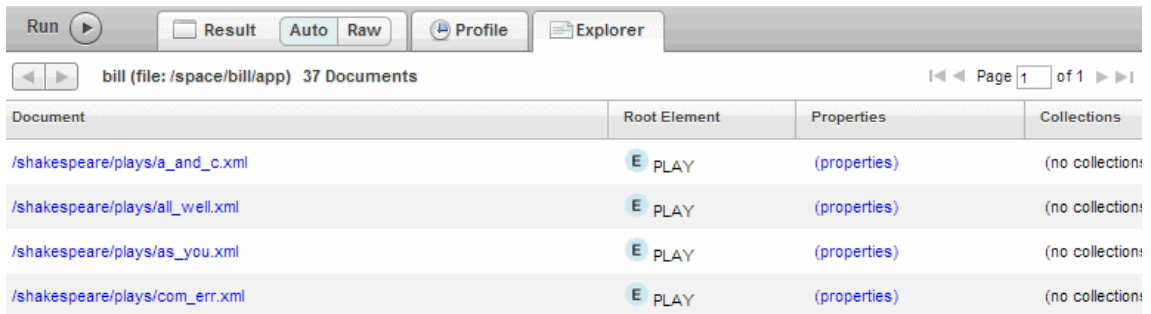 Run Result Auto Raw Profile Explorer
bill (file: /space/bill/app) 37 Documents Page 1 of 1
Document Root Element Properties Collections
/shakespeare/plays/a_and_c.xml E PLAY (properties) (no collections
/shakespeare/plays/all_well.xml E PLAY (properties) (no collections
/shakespeare/plays/as_you.xml E PLAY (properties) (no collections
/shakespeare/plays/com_err.xml E PLAY (properties) (no collections